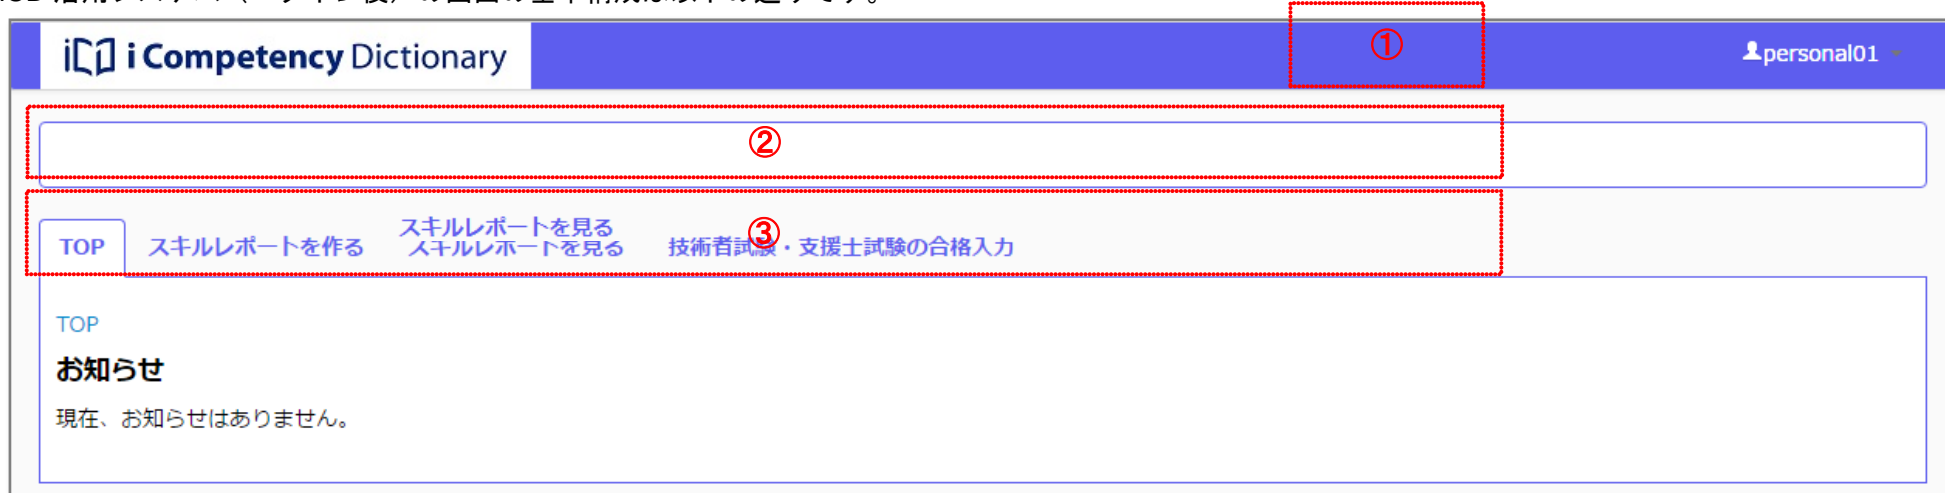 ①
i Competency Dictionary
personal01
②
③
スキルレポートを見る
TOP スキルレポートを作る スキルレポートを見る 技術者試験・支援士試験の合格入力
TOP
お知らせ
現在、お知らせはありません。